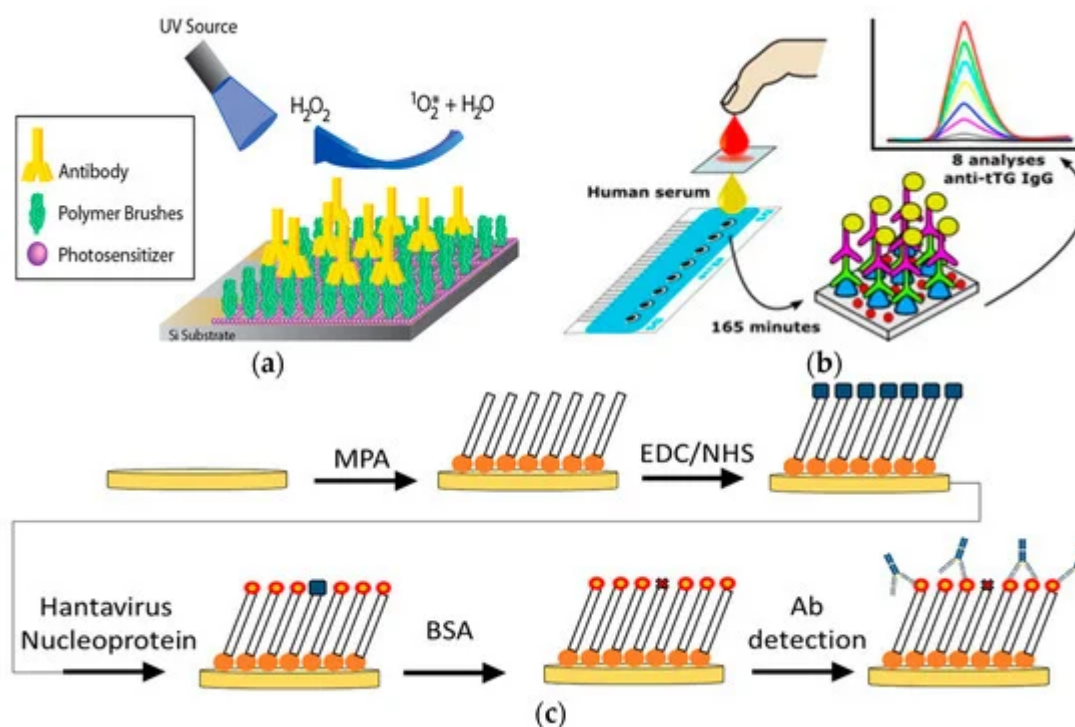 UV Source
H₂O₂
¹O₂* + H₂O
Antibody
Polymer Brushes
Photosensitizer
Si Substrate
(a)
Human serum
165 minutes
8 analyses
anti-tTG IgG
(b)
MPA
EDC/NHS
Hantavirus
Nucleoprotein
BSA
Ab
detection
(c)